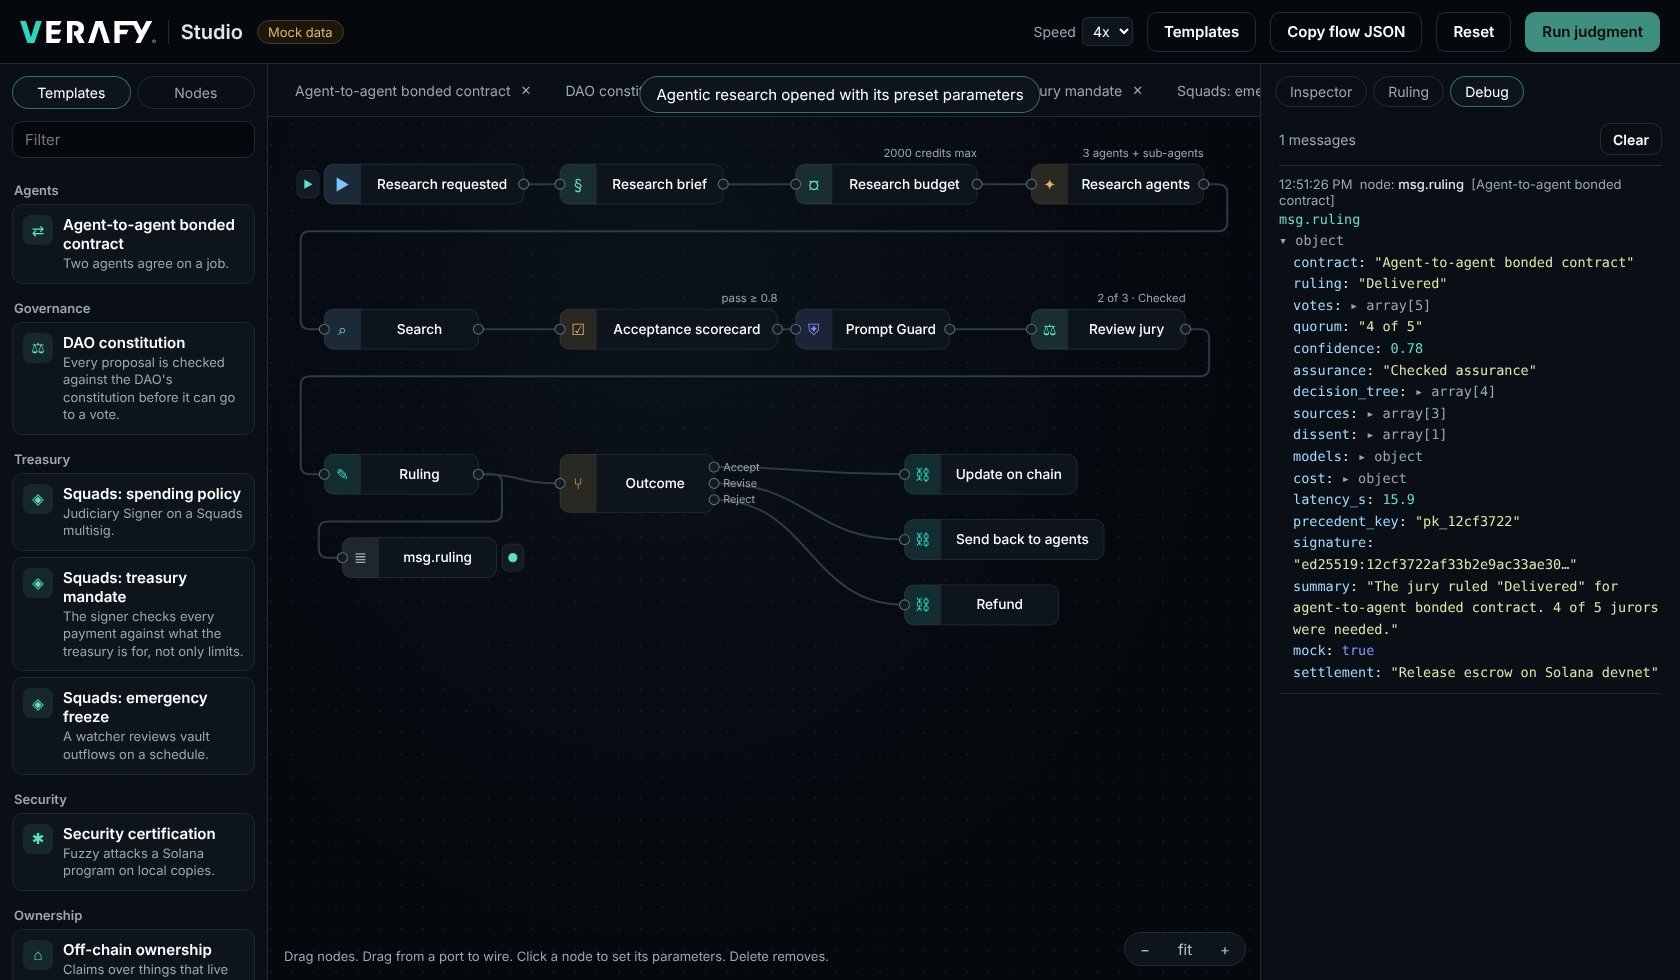 VERAFY Studio Mock data
Speed 4x Templates Copy flow JSON Reset Run judgment
Templates Nodes
Filter
Agents
Agent-to-agent bonded
contract
Two agents agree on a job.
Governance
DAO constitution
Every proposal is checked
against the DAO's
constitution before it can go
to a vote.
Treasury
Squads: spending policy
Judiciary Signer on a Squads
multisig.
Squads: treasury
mandate
The signer checks every
payment against what the
treasury is for, not only limits.
Squads: emergency
freeze
A watcher reviews vault
outflows on a schedule.
Security
Security certification
Fuzzy attacks a Solana
program on local copies.
Ownership
Off-chain ownership
Claims over things that live
Agent-to-agent bonded contract × DAO consti Agentic research opened with its preset parameters ury mandate × Squads: eme
2000 credits max 3 agents + sub-agents
Research requested § Research brief Research budget Research agents
pass ≥ 0.8 2 of 3 · Checked
Search Acceptance scorecard Prompt Guard Review jury
Ruling Outcome Accept Revise Reject Update on chain
msg.ruling Send back to agents
Refund
Drag nodes. Drag from a port to wire. Click a node to set its parameters. Delete removes.
− fit +
Inspector Ruling Debug
1 messages Clear
12:51:26 PM node: msg.ruling [Agent-to-agent bonded
contract]
msg.ruling
▾ object
contract: "Agent-to-agent bonded contract"
ruling: "Delivered"
votes: ▸ array[5]
quorum: "4 of 5"
confidence: 0.78
assurance: "Checked assurance"
decision_tree: ▸ array[4]
sources: ▸ array[3]
dissent: ▸ array[1]
models: ▸ object
cost: ▸ object
latency_s: 15.9
precedent_key: "pk_12cf3722"
signature:
"ed25519:12cf3722af33b2e9ac33ae30…"
summary: "The jury ruled "Delivered" for
agent-to-agent bonded contract. 4 of 5 jurors
were needed."
mock: true
settlement: "Release escrow on Solana devnet"